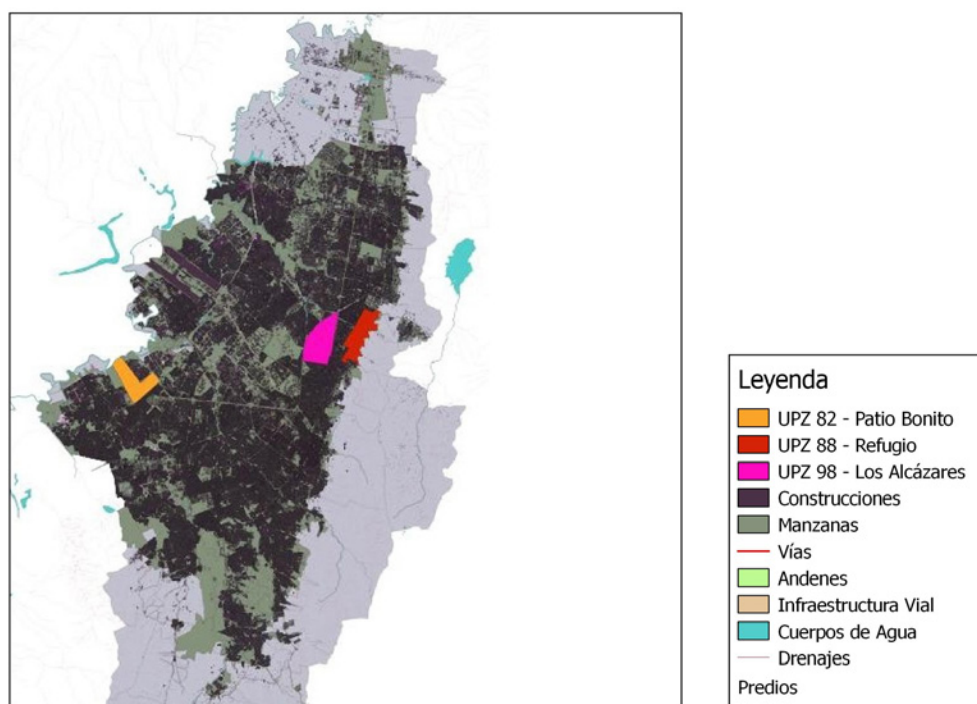 Leyenda
UPZ 82 - Patio Bonito
UPZ 88 - Refugio
UPZ 98 - Los Alcázares
Construcciones
Manzanas
Vías
Andenes
Infraestructura Vial
Cuerpos de Agua
Drenajes
Predios